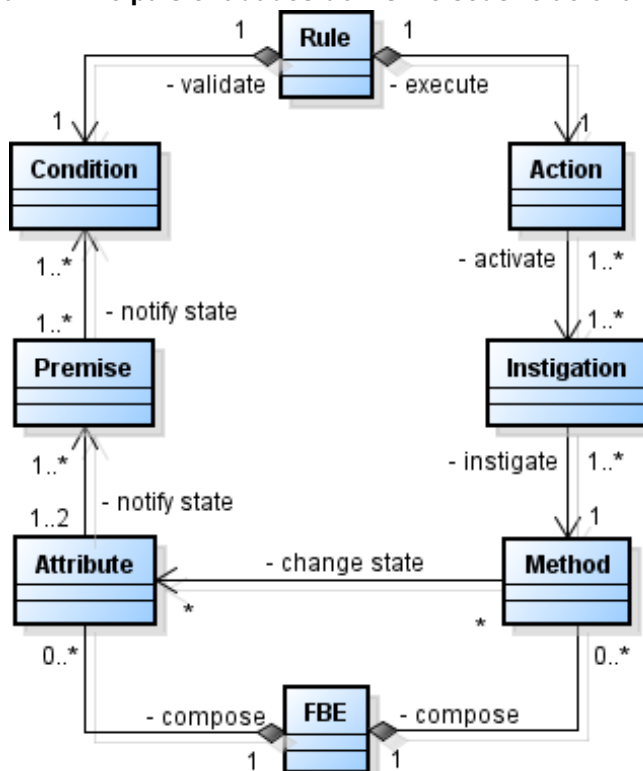 1 Rule 1
- validate - execute
1 1
Condition Action
1..* - activate 1..*
1..* - notify state 1..*
Premise Instigation
1..* - instigate 1..*
1..2 - notify state 1
Attribute - change state Method
* *
0..* 0..*
- compose FBE - compose
1 1